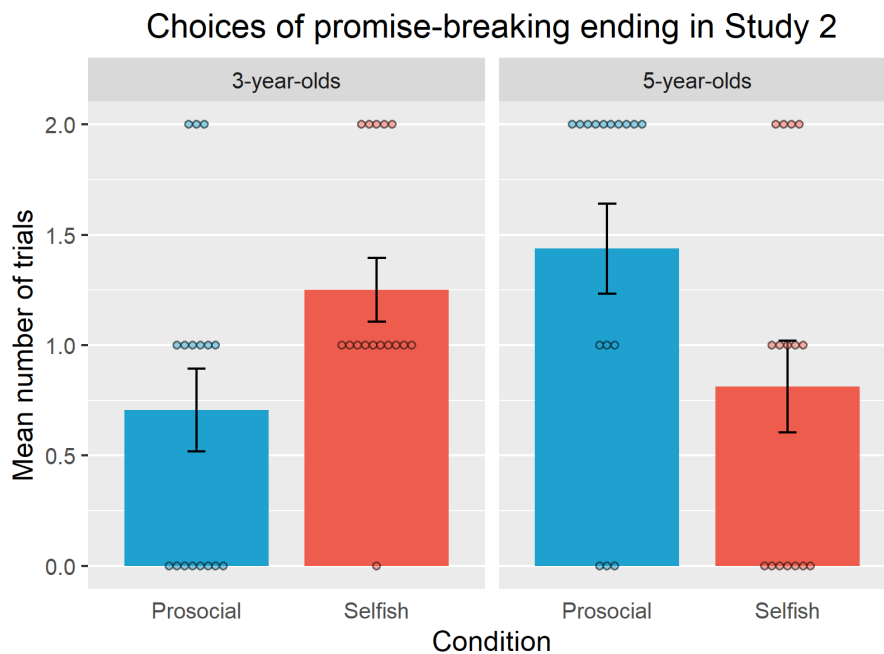 Choices of promise-breaking ending in Study 2
3-year-olds
5-year-olds
Mean number of trials
2.0
1.5
1.0
0.5
0.0
Prosocial
Selfish
Prosocial
Selfish
Condition